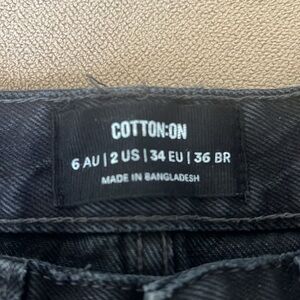 COTTON:ON
6 AU | 2 US | 34 EU | 36 BR
MADE IN BANGLADESH